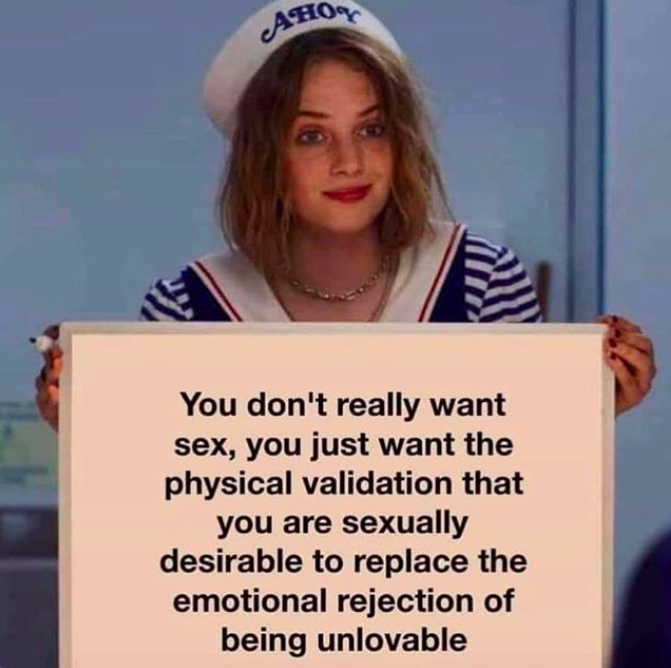 AHOY
You don't really want
sex, you just want the
physical validation that
you are sexually
desirable to replace the
emotional rejection of
being unlovable